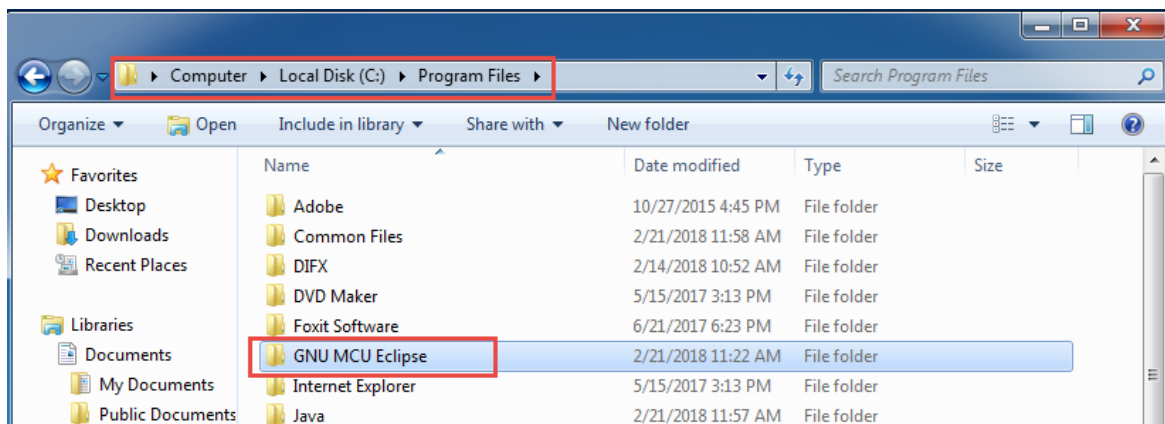 Computer Local Disk (C:) Program Files Search Program Files
Organize Open Include in library Share with New folder
Favorites
Desktop
Downloads
Recent Places
Libraries
Documents
My Documents
Public Documents
Name Date modified Type Size
Adobe 10/27/2015 4:45 PM File folder
Common Files 2/21/2018 11:58 AM File folder
DIFX 2/14/2018 10:52 AM File folder
DVD Maker 5/15/2017 3:13 PM File folder
Foxit Software 6/21/2017 6:23 PM File folder
GNU MCU Eclipse 2/21/2018 11:22 AM File folder
Internet Explorer 5/15/2017 3:13 PM File folder
Java 2/21/2018 11:57 AM File folder